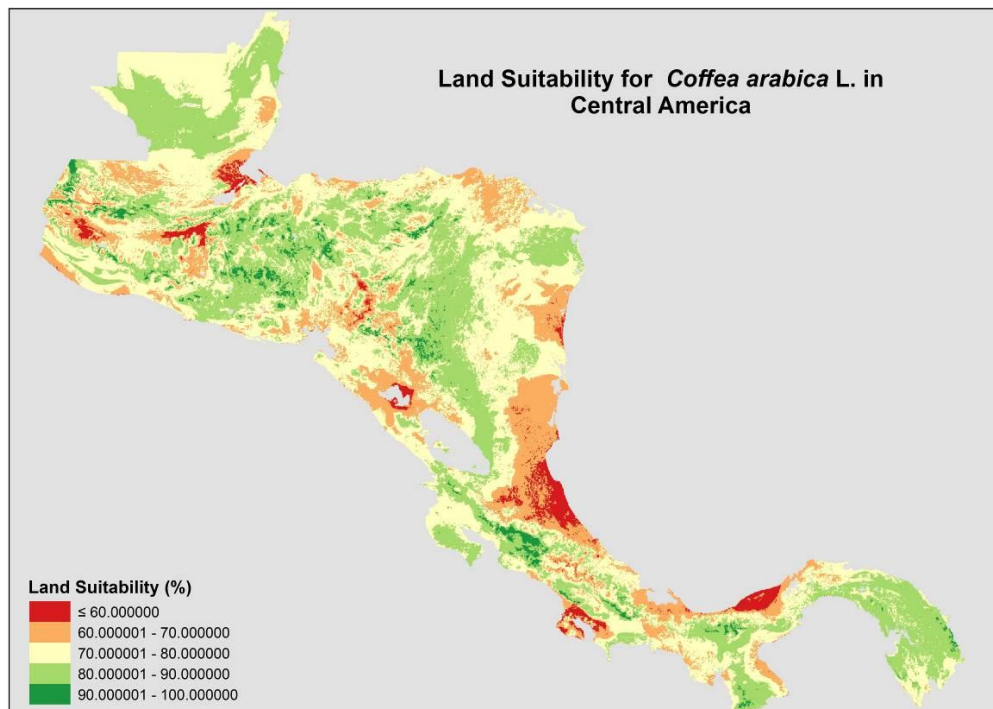 Land Suitability for Coffea arabica L. in
Central America
Land Suitability (%)
≤ 60.000000
60.000001 - 70.000000
70.000001 - 80.000000
80.000001 - 90.000000
90.000001 - 100.000000